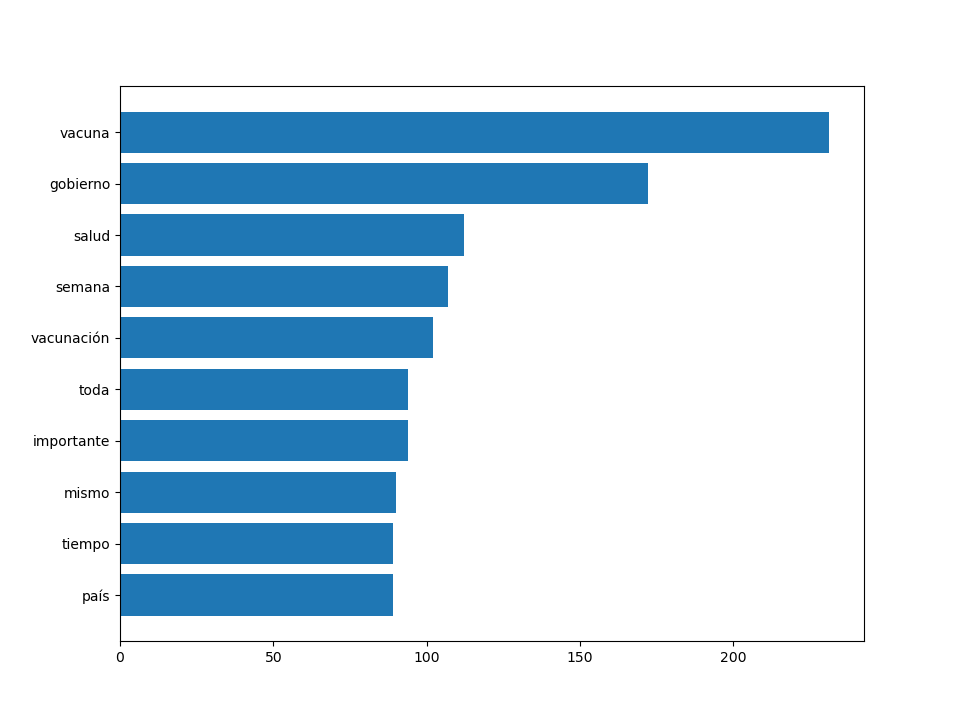 vacuna
gobierno
salud
semana
vacunación
toda
importante
mismo
tiempo
país
0 50 100 150 200